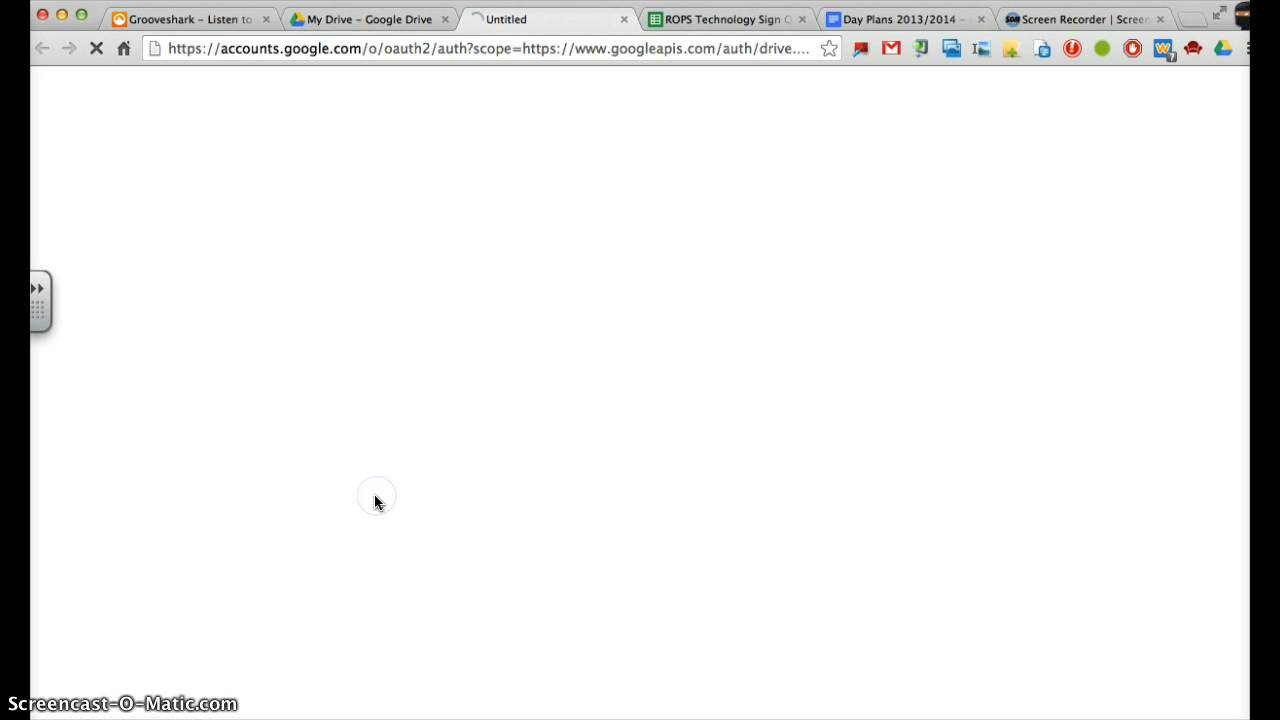 Grooveshark – Listen to
My Drive – Google Drive
Untitled
ROPS Technology Sign O
Day Plans 2013/2014 –
Screen Recorder | Screen
https://accounts.google.com/o/oauth2/auth?scope=https://www.googleapis.com/auth/drive....
Screencast-O-Matic.com